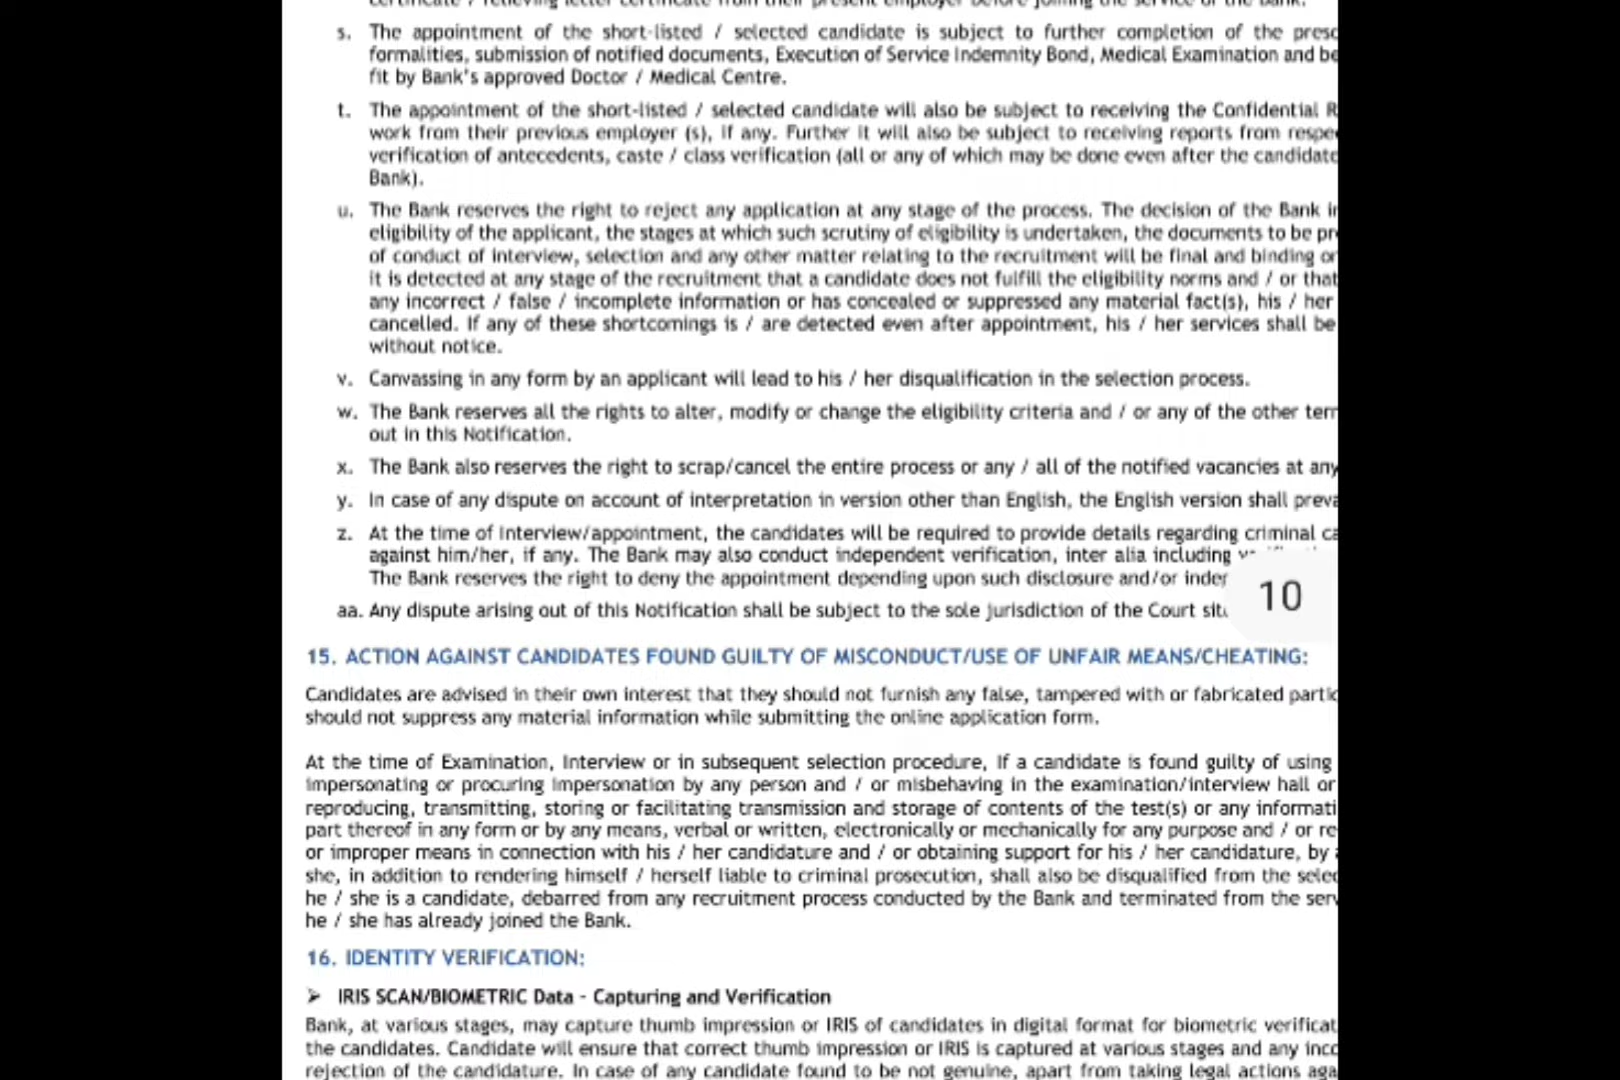 certificate / relieving letter certificate from their present employer before joining the service of the Bank.
s. The appointment of the short-listed / selected candidate is subject to further completion of the presc
formalities, submission of notified documents, Execution of Service Indemnity Bond, Medical Examination and be
fit by Bank's approved Doctor / Medical Centre.
t. The appointment of the short-listed / selected candidate will also be subject to receiving the Confidential R
work from their previous employer (s), if any. Further it will also be subject to receiving reports from respe
verification of antecedents, caste / class verification (all or any of which may be done even after the candidate
Bank).
u. The Bank reserves the right to reject any application at any stage of the process. The decision of the Bank i
eligibility of the applicant, the stages at which such scrutiny of eligibility is undertaken, the documents to be pr
of conduct of interview, selection and any other matter relating to the recruitment will be final and binding o
it is detected at any stage of the recruitment that a candidate does not fulfill the eligibility norms and / or that
any incorrect / false / incomplete information or has concealed or suppressed any material fact(s), his / her
cancelled. If any of these shortcomings is / are detected even after appointment, his / her services shall be
without notice.
v. Canvassing in any form by an applicant will lead to his / her disqualification in the selection process.
w. The Bank reserves all the rights to alter, modify or change the eligibility criteria and / or any of the other ter
out in this Notification.
x. The Bank also reserves the right to scrap/cancel the entire process or any / all of the notified vacancies at any
y. In case of any dispute on account of interpretation in version other than English, the English version shall preva
z. At the time of interview/appointment, the candidates will be required to provide details regarding criminal ca
against him/her, if any. The Bank may also conduct independent verification, inter alia including
The Bank reserves the right to deny the appointment depending upon such disclosure and/or inde
10
aa. Any dispute arising out of this Notification shall be subject to the sole jurisdiction of the Court sit
15. ACTION AGAINST CANDIDATES FOUND GUILTY OF MISCONDUCT/USE OF UNFAIR MEANS/CHEATING:
Candidates are advised in their own interest that they should not furnish any false, tampered with or fabricated partic
should not suppress any material information while submitting the online application form.
At the time of Examination, Interview or in subsequent selection procedure, if a candidate is found guilty of using
impersonating or procuring impersonation by any person and / or misbehaving in the examination/interview hall or
reproducing, transmitting, storing or facilitating transmission and storage of contents of the test(s) or any informati
part thereof in any form or by any means, verbal or written, electronically or mechanically for any purpose and / or re
or improper means in connection with his / her candidature and / or obtaining support for his / her candidature, by
she, in addition to rendering himself / herself liable to criminal prosecution, shall also be disqualified from the selec
he / she is a candidate, debarred from any recruitment process conducted by the Bank and terminated from the serv
he / she has already joined the Bank.
16. IDENTITY VERIFICATION:
➢ IRIS SCAN/BIOMETRIC Data - Capturing and Verification
Bank, at various stages, may capture thumb impression or IRIS of candidates in digital format for biometric verificat
the candidates. Candidate will ensure that correct thumb impression or IRIS is captured at various stages and any inco
rejection of the candidature. In case of any candidate found to be not genuine, apart from taking legal actions aga